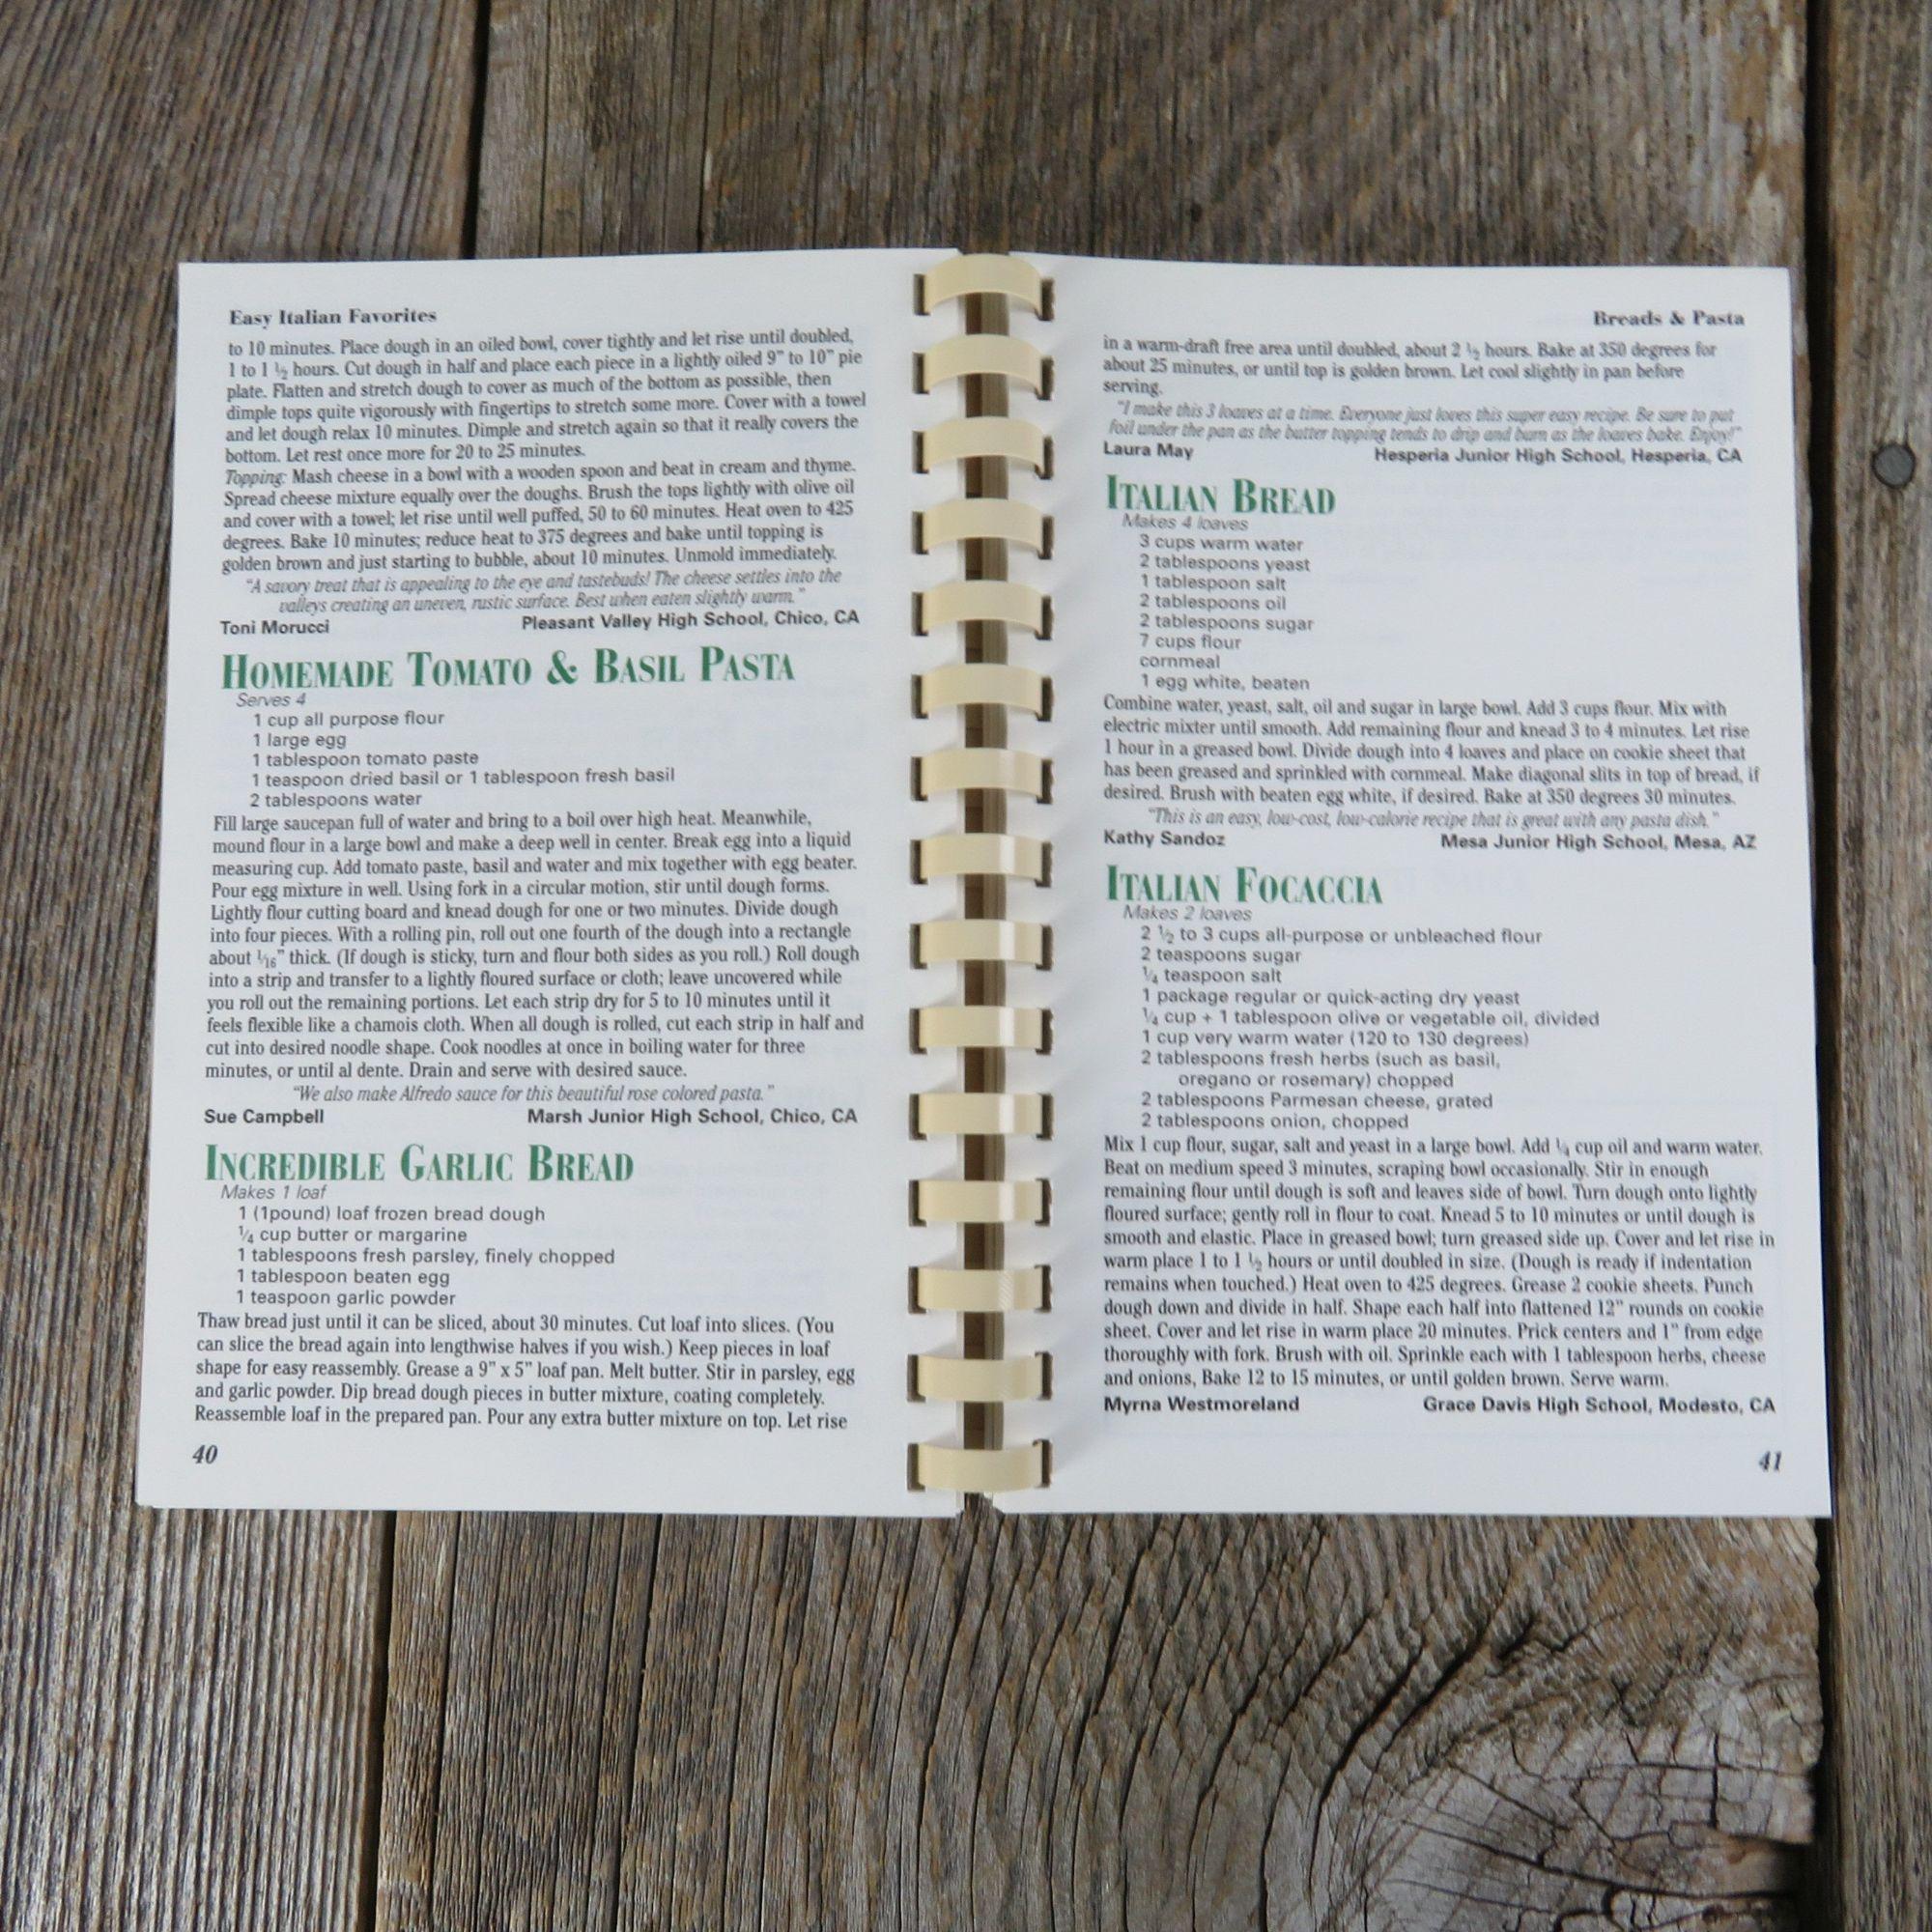 Easy Italian Favorites
to 10 minutes. Place dough in an oiled bowl, cover tightly and let rise until doubled,
1 to 1 ½ hours. Cut dough in half and place each piece in a lightly oiled 9” to 10” pie
plate. Flatten and stretch dough to cover as much of the bottom as possible, then
dimple tops quite vigorously with fingertips to stretch some more. Cover with a towel
and let dough relax 10 minutes. Dimple and stretch again so that it really covers the
bottom. Let rest once more for 20 to 25 minutes.
Topping: Mash cheese in a bowl with a wooden spoon and beat in cream and thyme.
Spread cheese mixture equally over the doughs. Brush the tops lightly with olive oil
and cover with a towel; let rise until well puffed, 50 to 60 minutes. Heat oven to 425
degrees. Bake 10 minutes; reduce heat to 375 degrees and bake until topping is
golden brown and just starting to bubble, about 10 minutes. Unmold immediately.
“A savory treat that is appealing to the eye and tastebuds! The cheese settles into the
valleys creating an uneven, rustic surface. Best when eaten slightly warm.”
Toni Morucci Pleasant Valley High School, Chico, CA
HOMEMADE TOMATO & BASIL PASTA
Serves 4
1 cup all purpose flour
1 large egg
1 tablespoon tomato paste
1 teaspoon dried basil or 1 tablespoon fresh basil
2 tablespoons water
Fill large saucepan full of water and bring to a boil over high heat. Meanwhile,
mound flour in a large bowl and make a deep well in center. Break egg into a liquid
measuring cup. Add tomato paste, basil and water and mix together with egg beater.
Pour egg mixture in well. Using fork in a circular motion, stir until dough forms.
Lightly flour cutting board and knead dough for one or two minutes. Divide dough
into four pieces. With a rolling pin, roll out one fourth of the dough into a rectangle
about 1/16” thick. (If dough is sticky, turn and flour both sides as you roll.) Roll dough
into a strip and transfer to a lightly floured surface or cloth; leave uncovered while
you roll out the remaining portions. Let each strip dry for 5 to 10 minutes until it
feels flexible like a chamois cloth. When all dough is rolled, cut each strip in half and
cut into desired noodle shape. Cook noodles at once in boiling water for three
minutes, or until al dente. Drain and serve with desired sauce.
“We also make Alfredo sauce for this beautiful rose colored pasta.”
Sue Campbell Marsh Junior High School, Chico, CA
INCREDIBLE GARLIC BREAD
Makes 1 loaf
1 (1pound) loaf frozen bread dough
¼ cup butter or margarine
1 tablespoons fresh parsley, finely chopped
1 tablespoon beaten egg
1 teaspoon garlic powder
Thaw bread just until it can be sliced, about 30 minutes. Cut loaf into slices. (You
can slice the bread again into lengthwise halves if you wish.) Keep pieces in loaf
shape for easy reassembly. Grease a 9” x 5” loaf pan. Melt butter. Stir in parsley, egg
and garlic powder. Dip bread dough pieces in butter mixture, coating completely.
Reassemble loaf in the prepared pan. Pour any extra butter mixture on top. Let rise
40
Breads & Pasta
in a warm-draft free area until doubled, about 2 ½ hours. Bake at 350 degrees for
about 25 minutes, or until top is golden brown. Let cool slightly in pan before
serving.
“I make this 3 loaves at a time. Everyone just loves this super easy recipe. Be sure to put
foil under the pan as the butter topping tends to drip and burn as the loaves bake. Enjoy!”
Laura May Hesperia Junior High School, Hesperia, CA
ITALIAN BREAD
Makes 4 loaves
3 cups warm water
2 tablespoons yeast
1 tablespoon salt
2 tablespoons oil
2 tablespoons sugar
7 cups flour
cornmeal
1 egg white, beaten
Combine water, yeast, salt, oil and sugar in large bowl. Add 3 cups flour. Mix with
electric mixter until smooth. Add remaining flour and knead 3 to 4 minutes. Let rise
1 hour in a greased bowl. Divide dough into 4 loaves and place on cookie sheet that
has been greased and sprinkled with cornmeal. Make diagonal slits in top of bread, if
desired. Brush with beaten egg white, if desired. Bake at 350 degrees 30 minutes.
“This is an easy, low-cost, low-calorie recipe that is great with any pasta dish.”
Kathy Sandoz Mesa Junior High School, Mesa, AZ
ITALIAN FOCACCIA
Makes 2 loaves
2 ½ to 3 cups all-purpose or unbleached flour
2 teaspoons sugar
¼ teaspoon salt
1 package regular or quick-acting dry yeast
¼ cup + 1 tablespoon olive or vegetable oil, divided
1 cup very warm water (120 to 130 degrees)
2 tablespoons fresh herbs (such as basil,
oregano or rosemary) chopped
2 tablespoons Parmesan cheese, grated
2 tablespoons onion, chopped
Mix 1 cup flour, sugar, salt and yeast in a large bowl. Add ¼ cup oil and warm water.
Beat on medium speed 3 minutes, scraping bowl occasionally. Stir in enough
remaining flour until dough is soft and leaves side of bowl. Turn dough onto lightly
floured surface; gently roll in flour to coat. Knead 5 to 10 minutes or until dough is
smooth and elastic. Place in greased bowl; turn greased side up. Cover and let rise in
warm place 1 to 1 ½ hours or until doubled in size. (Dough is ready if indentation
remains when touched.) Heat oven to 425 degrees. Grease 2 cookie sheets. Punch
dough down and divide in half. Shape each half into flattened 12” rounds on cookie
sheet. Cover and let rise in warm place 20 minutes. Prick centers and 1” from edge
thoroughly with fork. Brush with oil. Sprinkle each with 1 tablespoon herbs, cheese
and onions, Bake 12 to 15 minutes, or until golden brown. Serve warm.
Myrna Westmoreland Grace Davis High School, Modesto, CA
41